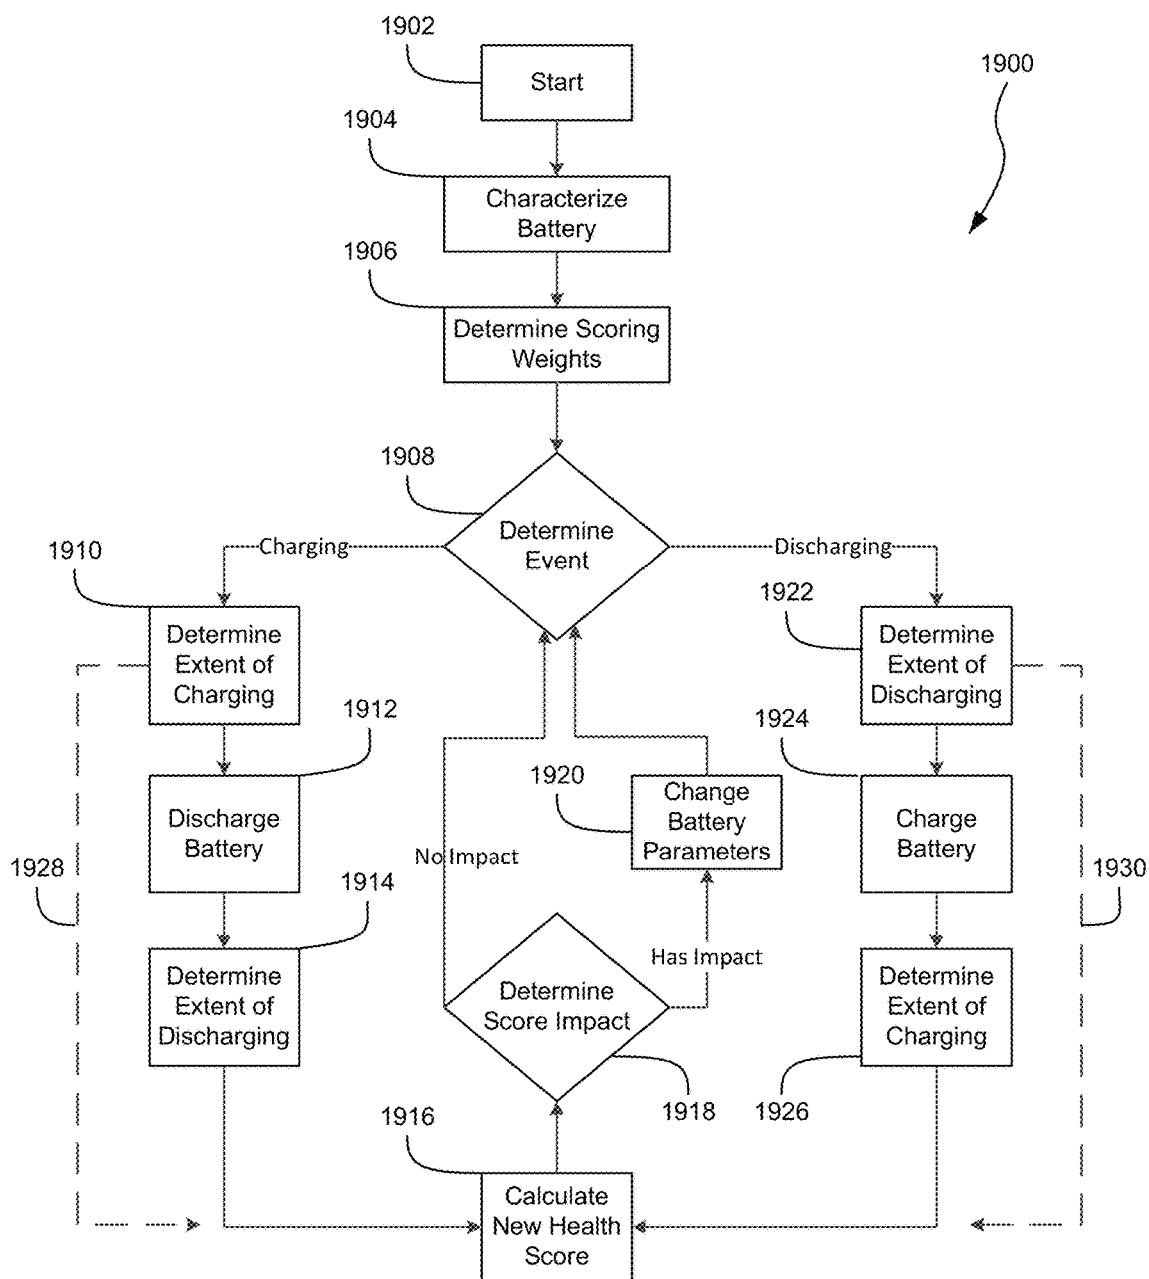 1902
Start
1900
1904
Characterize
Battery
1906
Determine Scoring
Weights
1908
Determine
Event
Charging
Discharging
1910
Determine
Extent of
Charging
1922
Determine
Extent of
Discharging
1912
Discharge
Battery
1920
Change
Battery
Parameters
1924
Charge
Battery
No Impact
1928
1930
1914
Determine
Extent of
Discharging
Has Impact
Determine
Score Impact
1918
Determine
Extent of
Charging
1926
1916
Calculate
New Health
Score